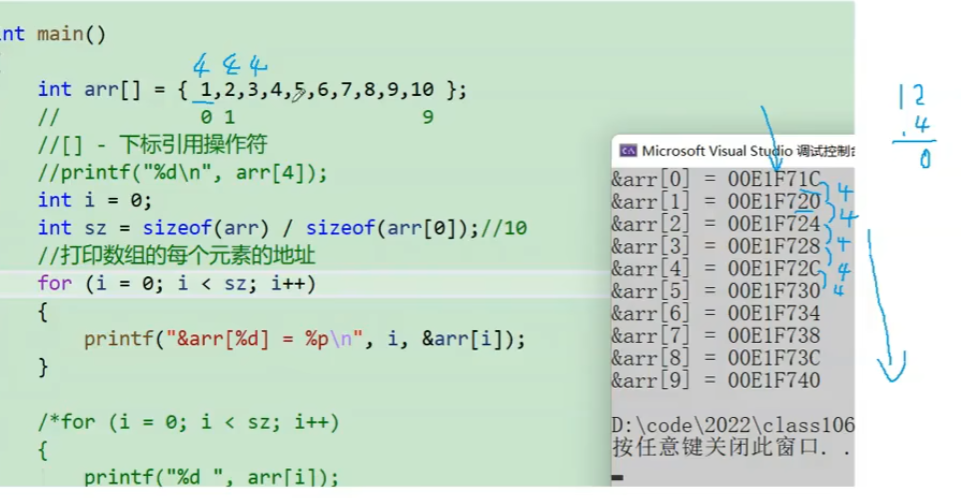 int main()
4 4 4
int arr[] = { 1,2,3,4,5,6,7,8,9,10 };
// 0 1 9
//[] - 下标引用操作符
//printf("%d\n", arr[4]);
int i = 0;
int sz = sizeof(arr) / sizeof(arr[0]);//10
//打印数组的每个元素的地址
for (i = 0; i < sz; i++)
{
printf("&arr[%d] = %p\n", i, &arr[i]);
}
/*for (i = 0; i < sz; i++)
{
printf("%d ", arr[i]);
12
.4
0
Microsoft Visual Studio 调试控制台
&arr[0] = 00E1F71C
&arr[1] = 00E1F720
&arr[2] = 00E1F724
&arr[3] = 00E1F728
&arr[4] = 00E1F72C
&arr[5] = 00E1F730
&arr[6] = 00E1F734
&arr[7] = 00E1F738
&arr[8] = 00E1F73C
&arr[9] = 00E1F740
4
4
4
4
4
D:\code\2022\class106
按任意键关闭此窗口. .